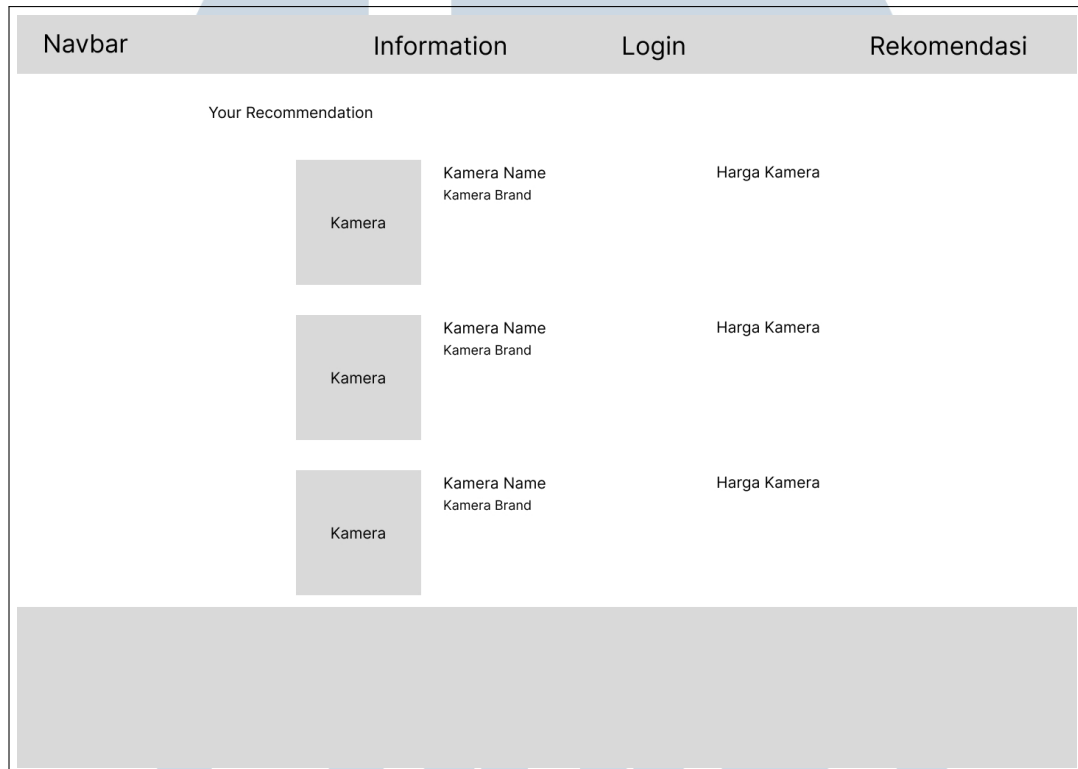 Navbar Information Login Rekomendasi
Your Recommendation
Kamera
Kamera Name
Kamera Brand
Harga Kamera
Kamera
Kamera Name
Kamera Brand
Harga Kamera
Kamera
Kamera Name
Kamera Brand
Harga Kamera